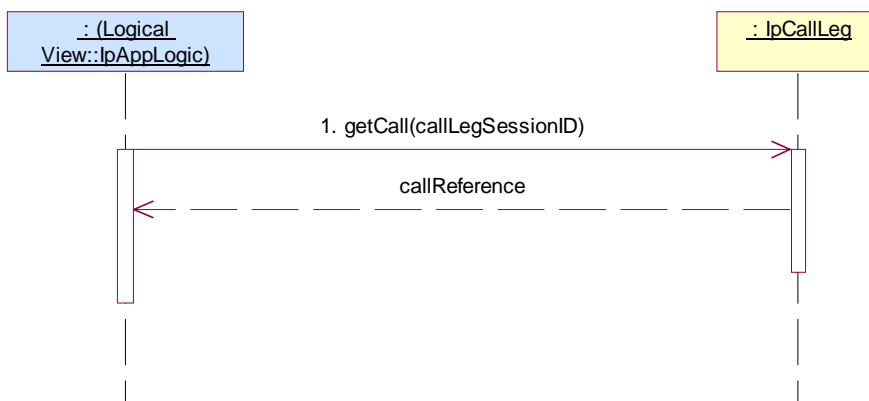 : (Logical
View::IpAppLogic)
: IpCallLeg
1. getCall(callLegSessionID)
callReference